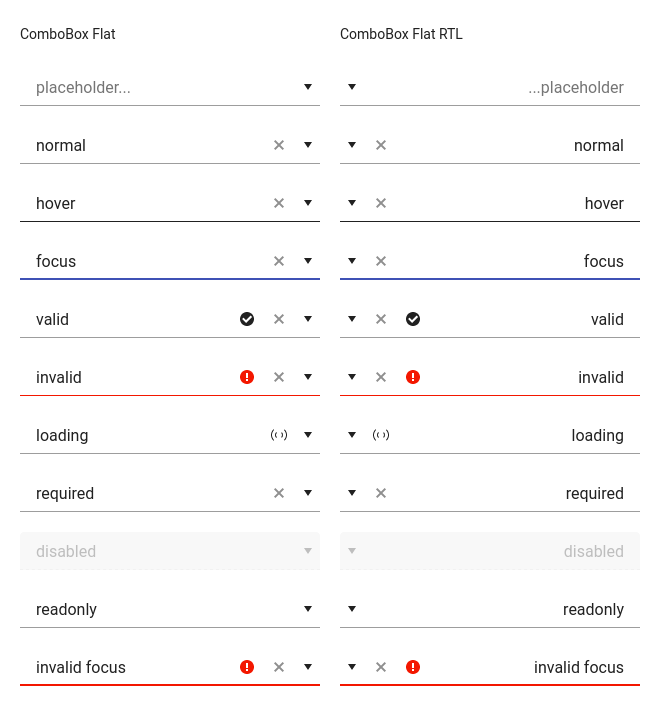 ComboBox Flat
ComboBox Flat RTL
placeholder...
...placeholder
normal
normal
hover
hover
focus
focus
valid
valid
invalid
invalid
loading
loading
required
required
disabled
disabled
readonly
readonly
invalid focus
invalid focus